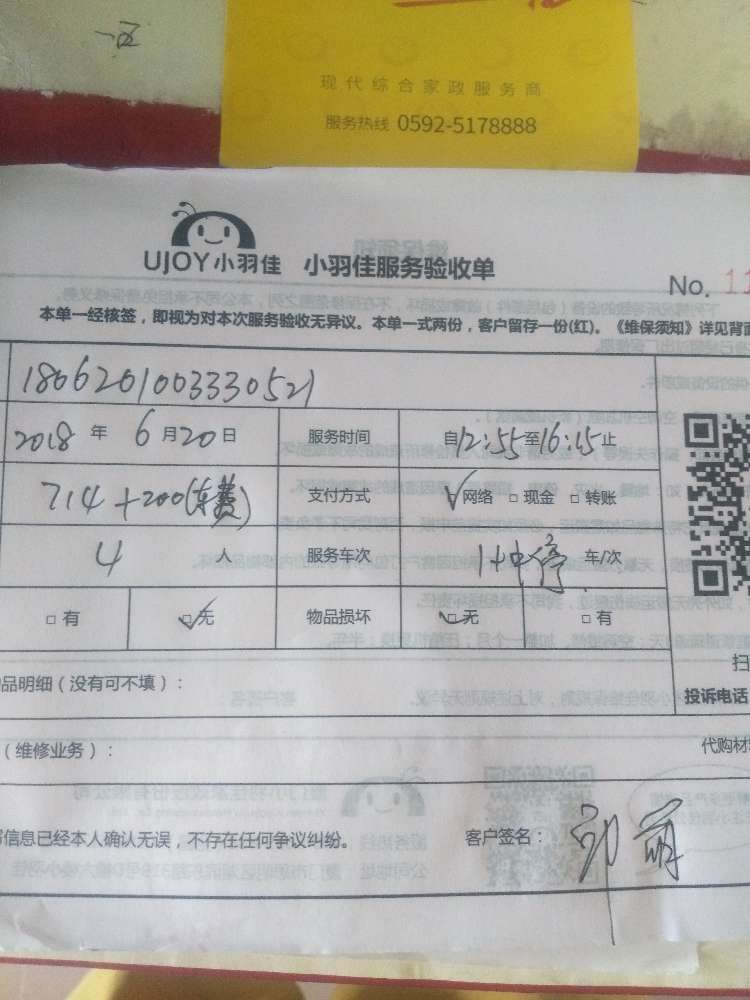 一区
现代综合家政服务商
服务热线 0592-5178888
UJOY小羽佳 小羽佳服务验收单
No. 11
本单一经核签，即视为对本次服务验收无异议。本单一式两份，客户留存一份(红)。《维保须知》详见背面
1806201003330521
2018 年 6 月 20 日 服务时间 自12:55至16:15止
714+200(车费) 支付方式 ☑网络 □现金 □转账
4 人 服务车次 1+中停 车/次
□有 ☑无 物品损坏 ☑无 □有
扫
品明细（没有可不填）：
投诉电话
（维修业务）：
代购材
信息已经本人确认无误，不存在任何争议纠纷。 客户签名：